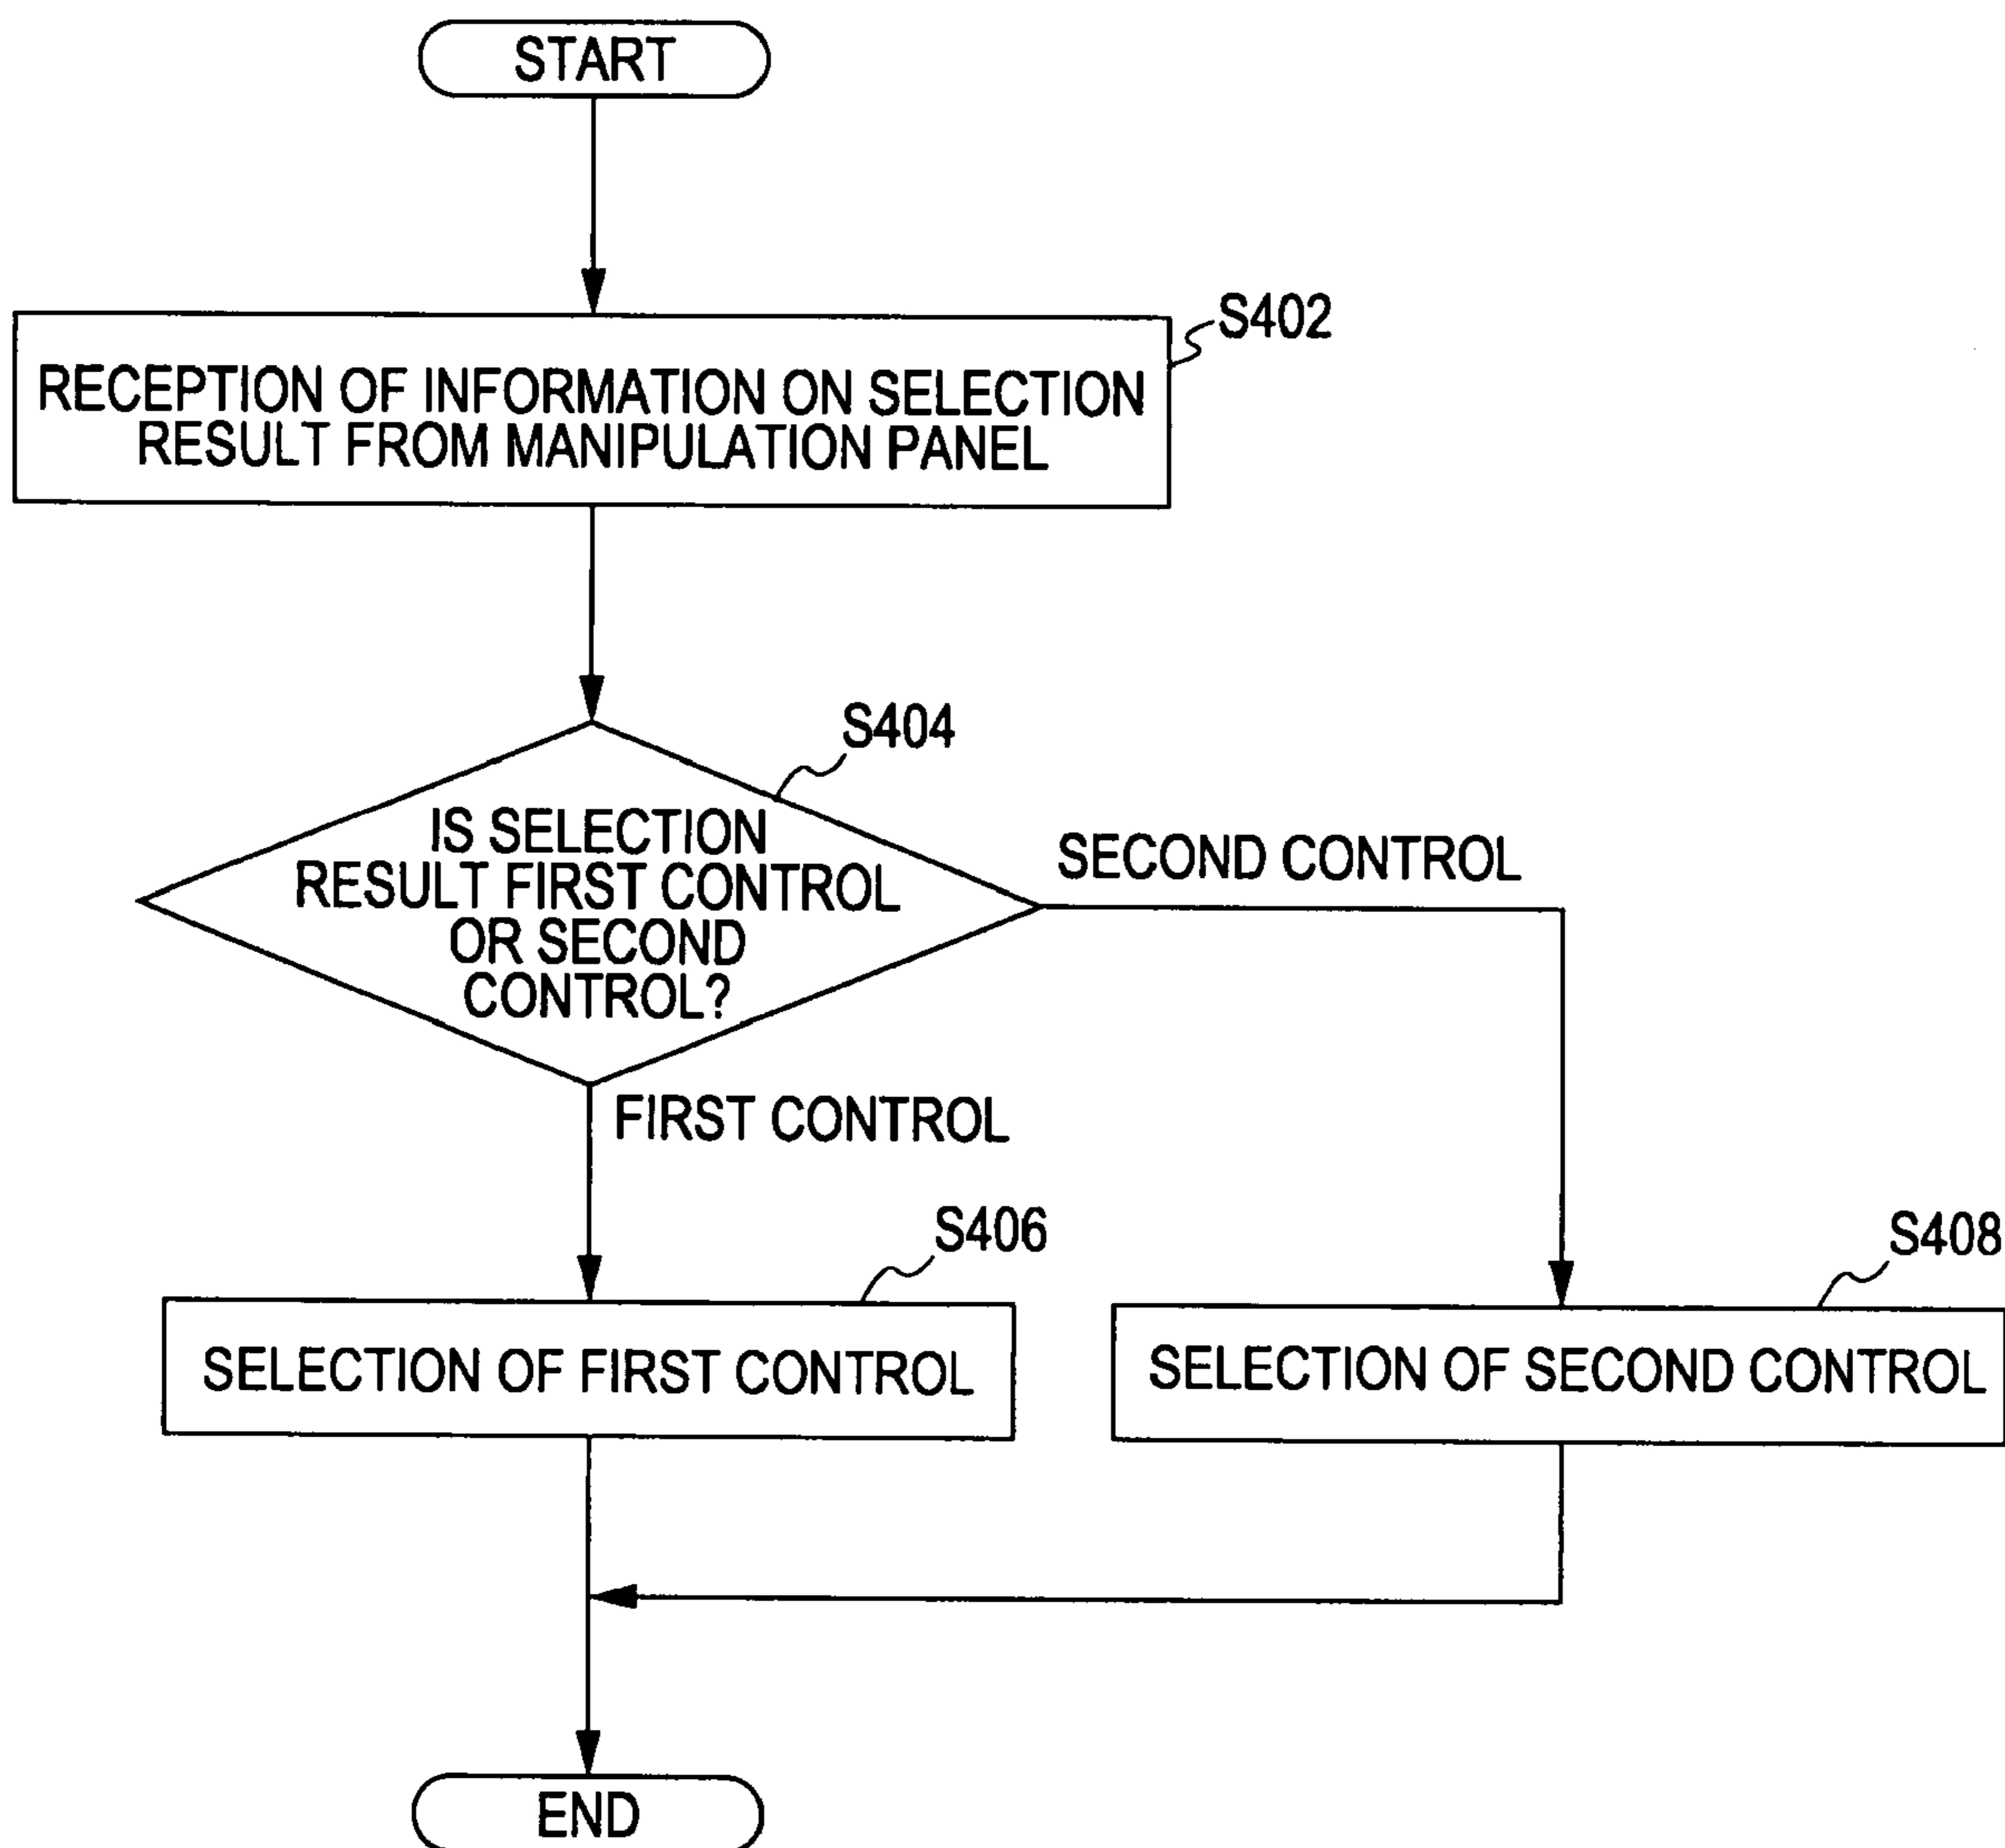 START
S402
RECEPTION OF INFORMATION ON SELECTION
RESULT FROM MANIPULATION PANEL
S404
IS SELECTION
RESULT FIRST CONTROL
OR SECOND
CONTROL?
SECOND CONTROL
FIRST CONTROL
S406
SELECTION OF FIRST CONTROL
S408
SELECTION OF SECOND CONTROL
END